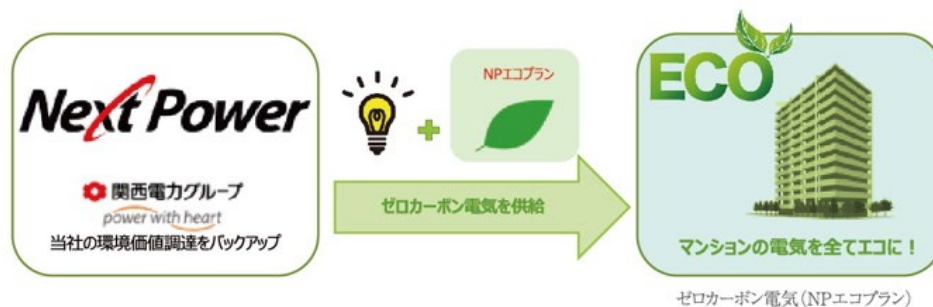 Next Power
関西電力グループ
power with heart
当社の環境価値調達をバックアップ
NPエコプラン
ゼロカーボン電気を供給
ECO
マンションの電気を全てエコに！
ゼロカーボン電気（NPエコプラン）